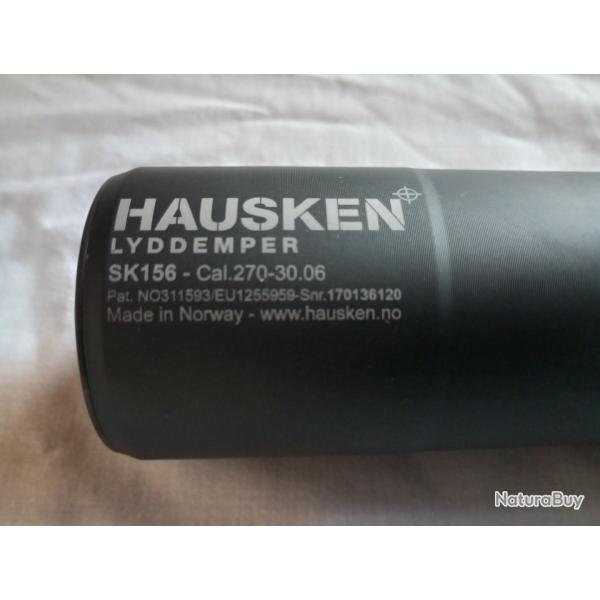 HAUSKEN
LYDDEMPER
SK156 - Cal.270-30.06
Pat. NO311593/EU1255959-Snr.170136120
Made in Norway - www.hausken.no
NaturaBuy